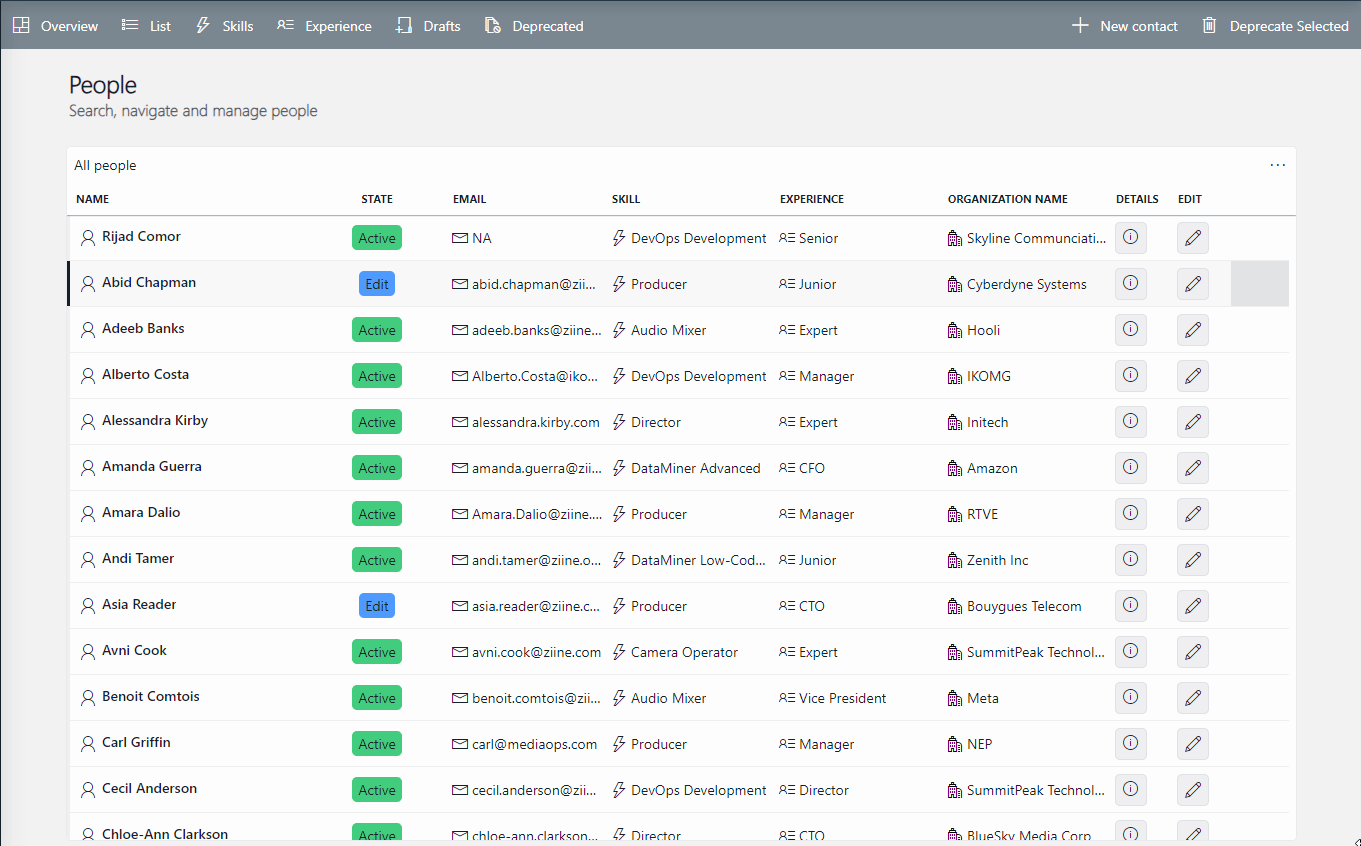 Overview List Skills Experience Drafts Deprecated New contact Deprecate Selected
People
Search, navigate and manage people
All people ...
NAME STATE EMAIL SKILL EXPERIENCE ORGANIZATION NAME DETAILS EDIT
Rijad Comor Active NA DevOps Development Senior Skyline Communciati...
Abid Chapman Edit abid.chapman@zii... Producer Junior Cyberdyne Systems
Adeeb Banks Active adeeb.banks@ziine... Audio Mixer Expert Hooli
Alberto Costa Active Alberto.Costa@iko... DevOps Development Manager IKOMG
Alessandra Kirby Active alessandra.kirby.com Director Expert Initech
Amanda Guerra Active amanda.guerra@zii... DataMiner Advanced CFO Amazon
Amara Dalio Active Amara.Dalio@ziine.... Producer Manager RTVE
Andi Tamer Active andi.tamer@ziine.o... DataMiner Low-Cod... Junior Zenith Inc
Asia Reader Edit asia.reader@ziine.c... Producer CTO Bouygues Telecom
Avni Cook Active avni.cook@ziine.com Camera Operator Expert SummitPeak Technol...
Benoit Comtois Active benoit.comtois@zii... Audio Mixer Vice President Meta
Carl Griffin Active carl@mediaops.com Producer Manager NEP
Cecil Anderson Active cecil.anderson@zii... DevOps Development Director SummitPeak Technol...
Chloe-Ann Clarkson Active chloe-ann.clarkson... Director CTO BlueSky Media Corp